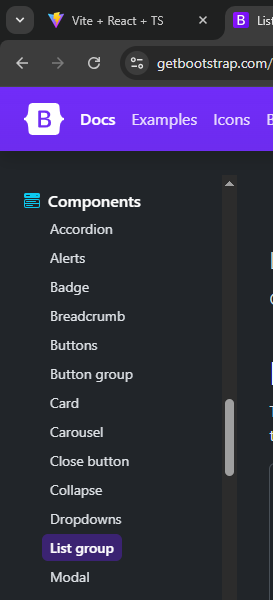 Vite + React + TS
List
getbootstrap.com/
B
Docs Examples Icons B
Components
Accordion
Alerts
Badge
Breadcrumb
Buttons
Button group
Card
Carousel
Close button
Collapse
Dropdowns
List group
Modal